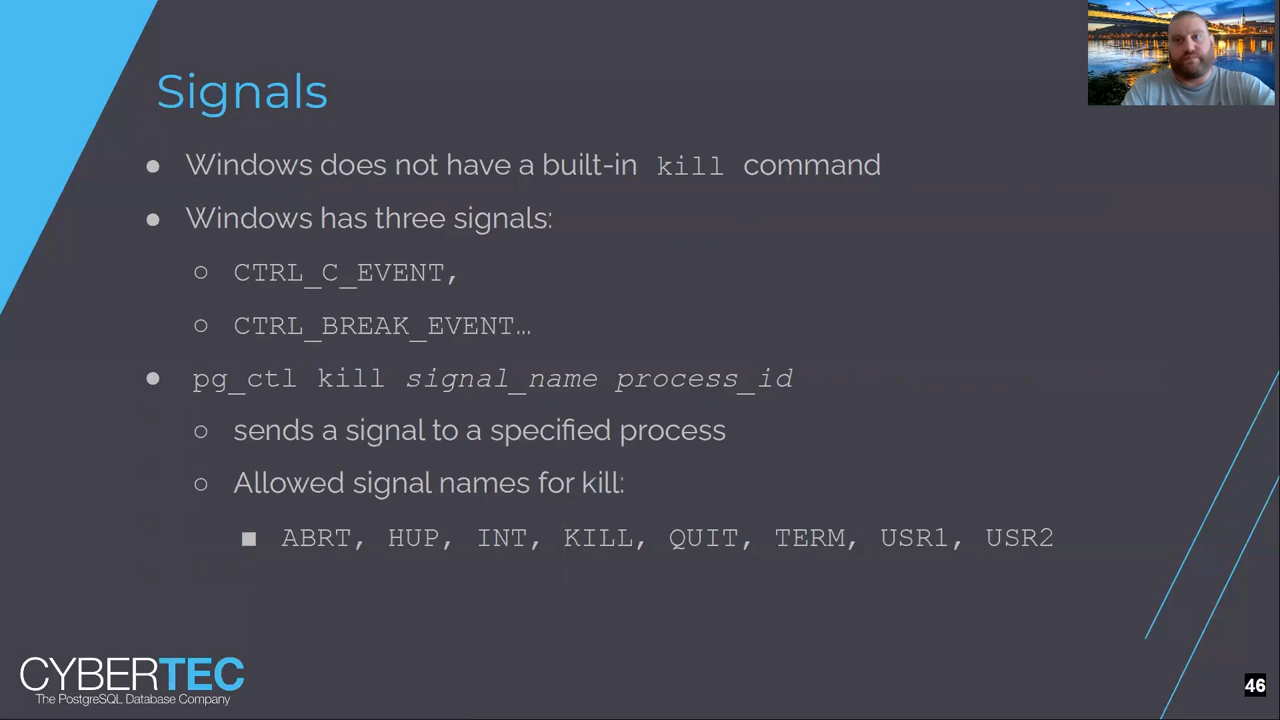 Signals
● Windows does not have a built-in kill command
● Windows has three signals:
○ CTRL_C_EVENT,
○ CTRL_BREAK_EVENT…
● pg_ctl kill signal_name process_id
○ sends a signal to a specified process
○ Allowed signal names for kill:
■ ABRT, HUP, INT, KILL, QUIT, TERM, USR1, USR2
CYBERTEC
The PostgreSQL Database Company
46